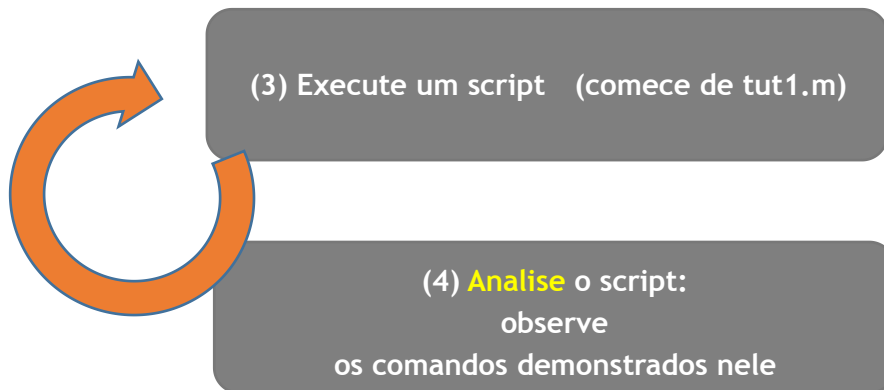 (3) Execute um script (comece de tut1.m)
(4) Analise o script:
observe
os comandos demonstrados nele